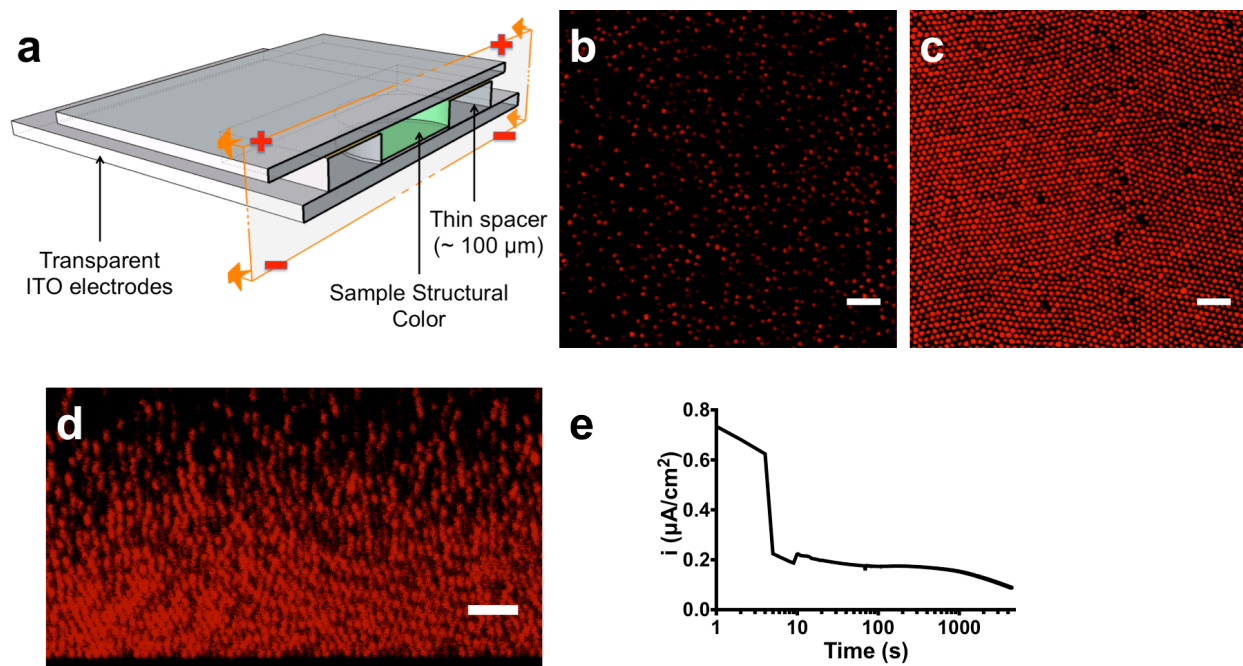 a
+
+
−
−
Transparent
ITO electrodes
Thin spacer
(~ 100 µm)
Sample Structural
Color
b
c
d
e
0.8
0.6
0.4
0.2
0.0
i (µA/cm²)
1
10
100
1000
Time (s)